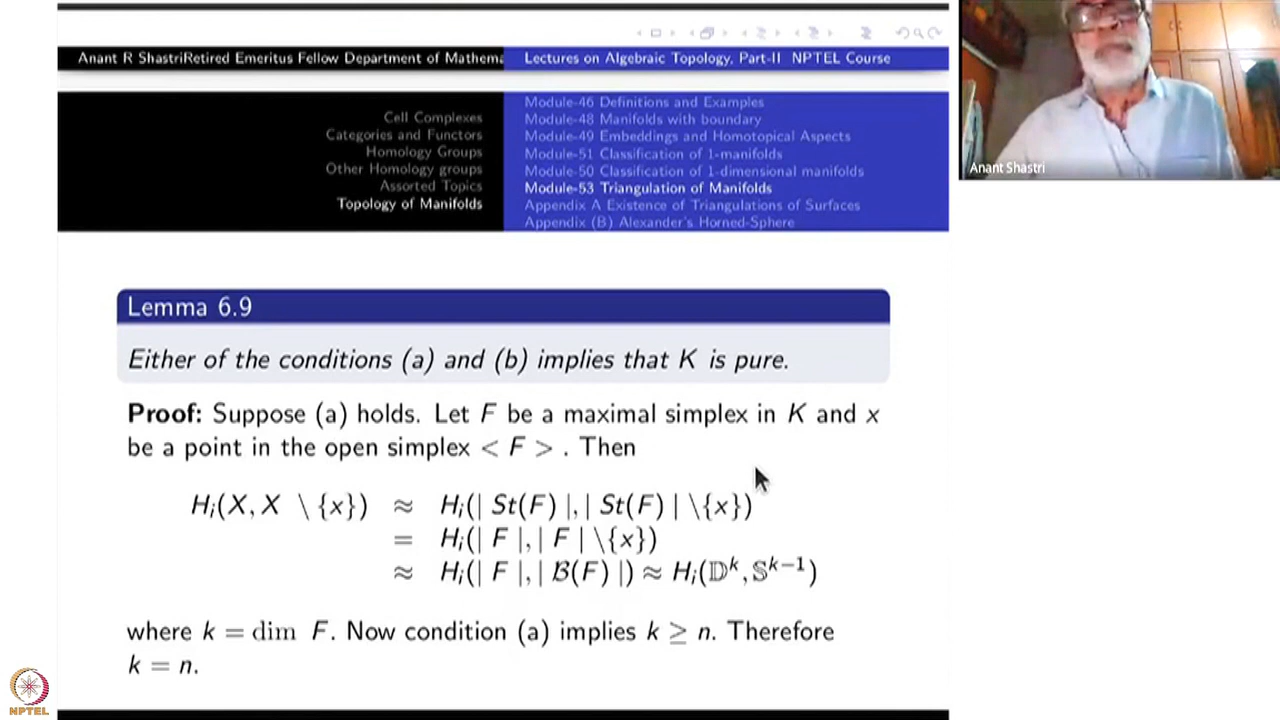 Anant R ShastriRetired Emeritus Fellow Department of Mathema
Lectures on Algebraic Topology, Part-II NPTEL Course
Cell Complexes
Categories and Functors
Homology Groups
Other Homology groups
Assorted Topics
Topology of Manifolds
Module-46 Definitions and Examples
Module-48 Manifolds with boundary
Module-49 Embeddings and Homotopical Aspects
Module-51 Classification of 1-manifolds
Module-50 Classification of 1-dimensional manifolds
Module-53 Triangulation of Manifolds
Appendix A Existence of Triangulations of Surfaces
Appendix (B) Alexander's Horned-Sphere
Anant Shastri
Lemma 6.9
Either of the conditions (a) and (b) implies that K is pure.
Proof: Suppose (a) holds. Let F be a maximal simplex in K and x
be a point in the open simplex < F > . Then
H_i(X, X \ {x}) ≈ H_i(| St(F) |, | St(F) | \{x})
= H_i(| F |, | F | \{x})
≈ H_i(| F |, | 𝓑(F) |) ≈ H_i(𝔻^k, 𝕊^{k−1})
where k = dim F. Now condition (a) implies k ≥ n. Therefore
k = n.
NPTEL